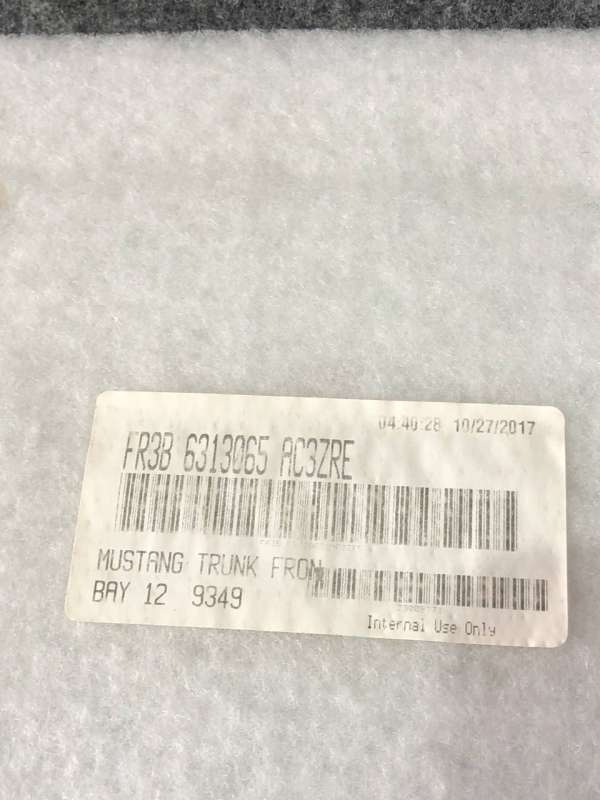 04:40:28 10/27/2017
FR3B 6313065 AC3ZRE
MUSTANG TRUNK FRON
BAY 12 9349
Internal Use Only